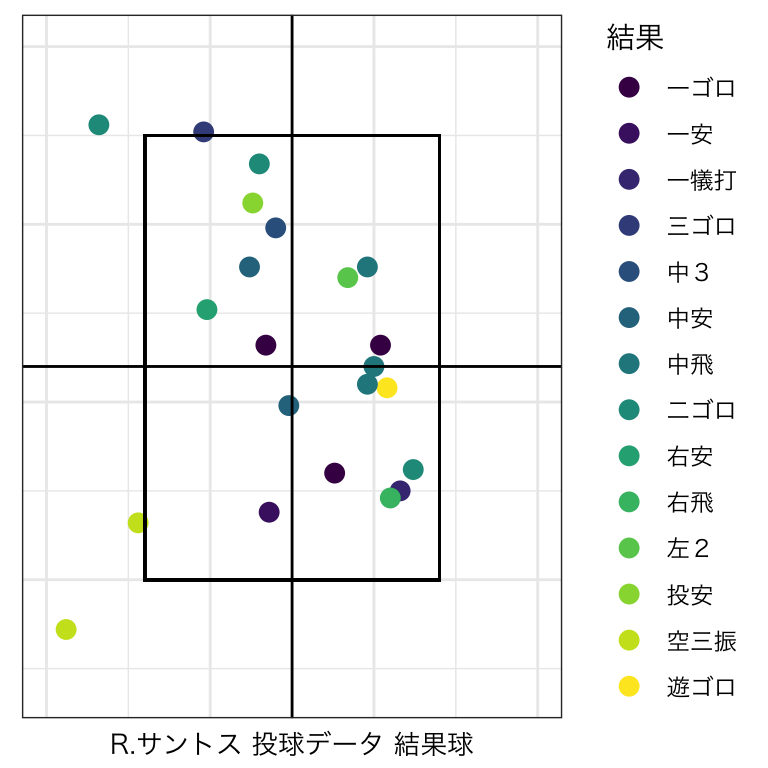 結果
一ゴロ
一安
一犠打
三ゴロ
中３
中安
中飛
二ゴロ
右安
右飛
左２
投安
空三振
遊ゴロ
R.サントス 投球データ 結果球